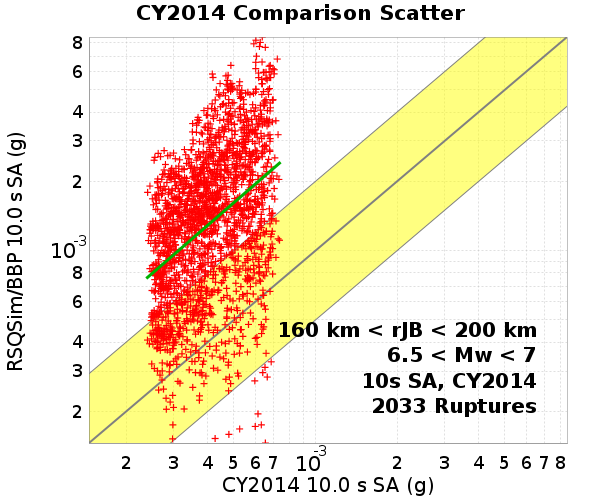 CY2014 Comparison Scatter
RSQSim/BBP 10.0 s SA (g)
8
6
4
3
2
10-3
8
6
4
3
2
160 km < rJB < 200 km
6.5 < Mw < 7
10s SA, CY2014
2033 Ruptures
2 3 4 5 6 7 10-3 2 3 4 5 6 7 8
CY2014 10.0 s SA (g)